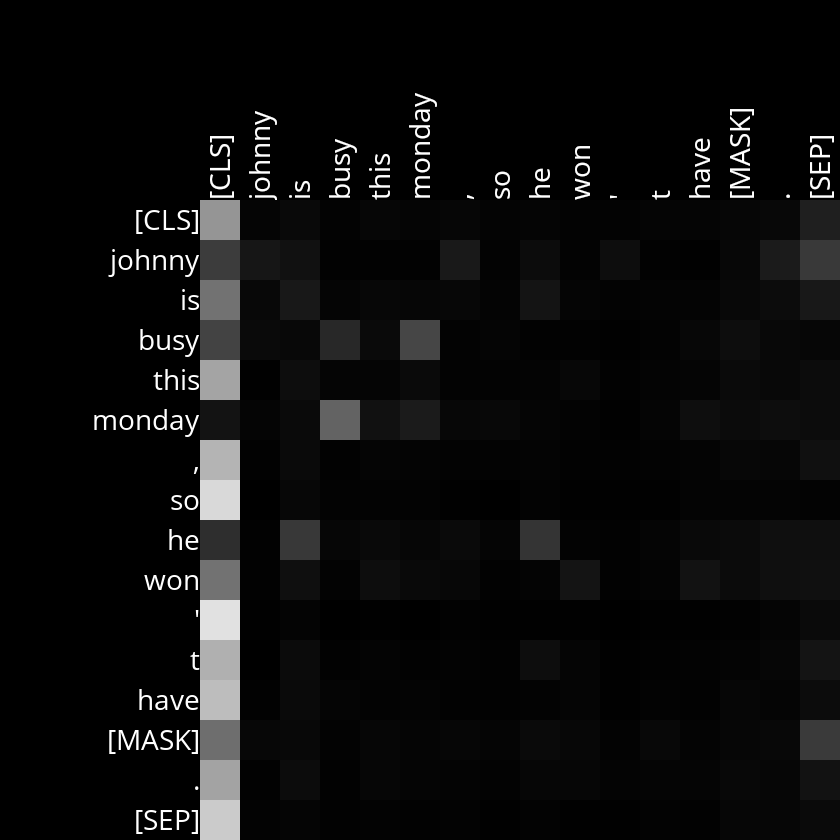 [CLS] johnny is busy this monday , so he won ' t have [MASK] . [SEP]
[CLS]
johnny
is
busy
this
monday
,
so
he
won
'
t
have
[MASK]
.
[SEP]